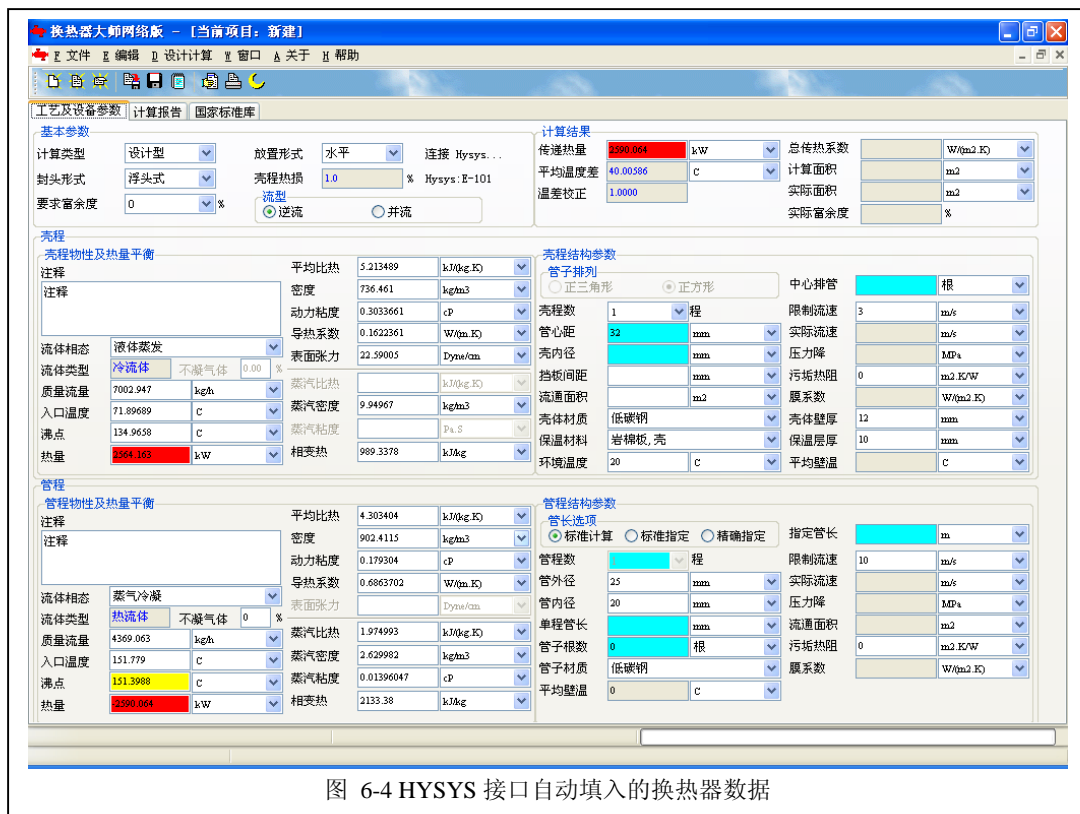 换热器大师网络版 - [当前项目：新建]
F 文件 E 编辑 D 设计计算 W 窗口 A 关于 H 帮助
工艺及设备参数 计算报告 国家标准库
基本参数
计算类型 设计型 放置形式 水平 连接 Hysys...
封头形式 浮头式 壳程热损 1.0 % Hysys:E-101
要求富余度 0 % 流型 逆流 并流
计算结果
传递热量 2590.064 kW 总传热系数 W/(m2.K)
平均温度差 40.00586 C 计算面积 m2
温差校正 1.0000 实际面积 m2
实际富余度 %
壳程
壳程物性及热量平衡
注释
注释
流体相态 液体蒸发
流体类型 冷流体 不凝气体 0.00 %
质量流量 7002.947 kg/h
入口温度 71.89689 C
沸点 134.9658 C
热量 2564.163 kW
平均比热 5.213489 kJ/(kg.K)
密度 736.461 kg/m3
动力粘度 0.3033661 cP
导热系数 0.1622361 W/(m.K)
表面张力 22.59005 Dyne/cm
蒸汽比热 kJ/(kg.K)
蒸汽密度 9.94967 kg/m3
蒸汽粘度 Pa.S
相变热 989.3378 kJ/kg
壳程结构参数
管子排列
正三角形 正方形
壳程数 1 程
管心距 32 mm
壳内径 mm
挡板间距 mm
流通面积 m2
壳体材质 低碳钢
保温材料 岩棉板,壳
环境温度 20 C
中心排管 根
限制流速 3 m/s
实际流速 m/s
压力降 MPa
污垢热阻 0 m2.K/W
膜系数 W/(m2.K)
壳体壁厚 12 mm
保温层厚 10 mm
平均壁温 C
管程
管程物性及热量平衡
注释
注释
流体相态 蒸气冷凝
流体类型 热流体 不凝气体 0 %
质量流量 4369.063 kg/h
入口温度 151.779 C
沸点 151.3988 C
热量 -2590.064 kW
平均比热 4.303404 kJ/(kg.K)
密度 902.4115 kg/m3
动力粘度 0.179304 cP
导热系数 0.6863702 W/(m.K)
表面张力 Dyne/cm
蒸汽比热 1.974993 kJ/(kg.K)
蒸汽密度 2.629982 kg/m3
蒸汽粘度 0.01396047 cP
相变热 2133.38 kJ/kg
管程结构参数
管长选项
标准计算 标准指定 精确指定
管程数 程
管外径 25 mm
管内径 20 mm
单程管长 mm
管子根数 0 根
管子材质 低碳钢
平均壁温 0 C
指定管长 m
限制流速 10 m/s
实际流速 m/s
压力降 MPa
流通面积 m2
污垢热阻 0 m2.K/W
膜系数 W/(m2.K)
图 6-4 HYSYS 接口自动填入的换热器数据